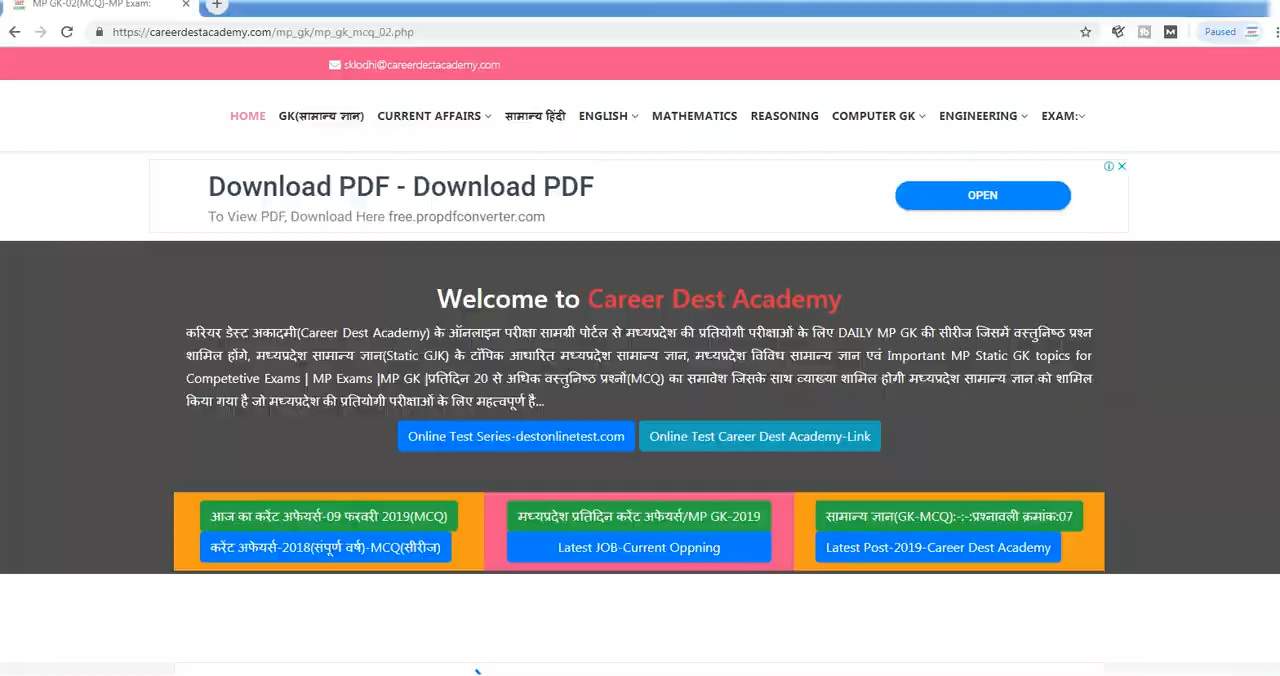 MP GK-02(MCQ)-MP Exam:
https://careerdestacademy.com/mp_gk/mp_gk_mcq_02.php
Paused
sklodhi@careerdestacademy.com
HOME GK(सामान्य ज्ञान) CURRENT AFFAIRS सामान्य हिंदी ENGLISH MATHEMATICS REASONING COMPUTER GK ENGINEERING EXAM:
Download PDF - Download PDF
To View PDF, Download Here free.propdfconverter.com
OPEN
Welcome to Career Dest Academy
करियर डेस्ट अकादमी(Career Dest Academy) के ऑनलाइन परीक्षा सामग्री पोर्टल से मध्यप्रदेश की प्रतियोगी परीक्षाओं के लिए DAILY MP GK की सीरीज जिसमें वस्तुनिष्ठ प्रश्न
शामिल होंगे, मध्यप्रदेश सामान्य ज्ञान(Static GJK) के टॉपिक आधारित मध्यप्रदेश सामान्य ज्ञान, मध्यप्रदेश विविध सामान्य ज्ञान एवं Important MP Static GK topics for
Competetive Exams | MP Exams |MP GK |प्रतिदिन 20 से अधिक वस्तुनिष्ठ प्रश्नों(MCQ) का समावेश जिसके साथ व्याख्या शामिल होगी मध्यप्रदेश सामान्य ज्ञान को शामिल
किया गया है जो मध्यप्रदेश की प्रतियोगी परीक्षाओं के लिए महत्वपूर्ण है...
Online Test Series-destonlinetest.com Online Test Career Dest Academy-Link
आज का करेंट अफेयर्स-09 फरवरी 2019(MCQ) मध्यप्रदेश प्रतिदिन करेंट अफेयर्स/MP GK-2019 सामान्य ज्ञान(GK-MCQ):-:-:प्रश्नावली क्रमांक:07
करेंट अफेयर्स-2018(संपूर्ण वर्ष)-MCQ(सीरीज) Latest JOB-Current Oppning Latest Post-2019-Career Dest Academy